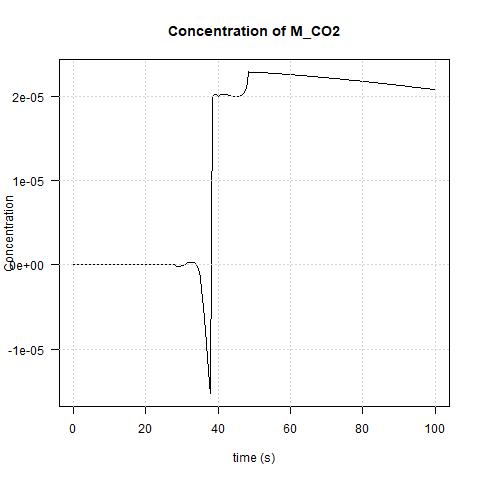 Concentration of M_CO2
Concentration
2e-05
1e-05
0e+00
-1e-05
0 20 40 60 80 100
time (s)